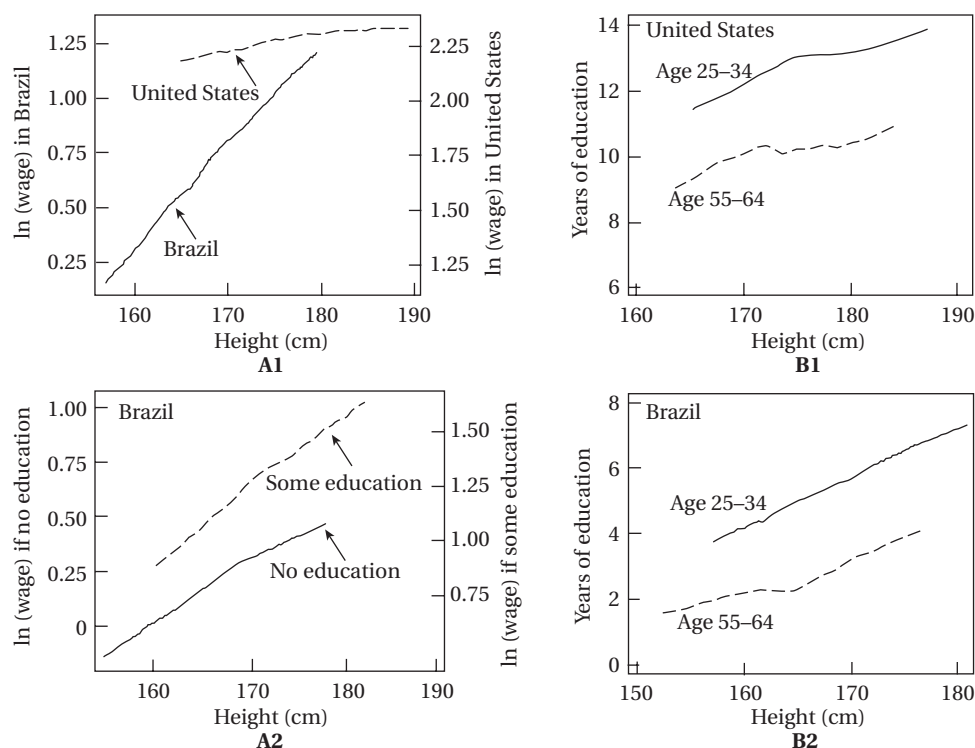 ln (wage) in Brazil
1.25
1.00
0.75
0.50
0.25
United States
Brazil
2.25
2.00
1.75
1.50
1.25
ln (wage) in United States
160 170 180 190
Height (cm)
A1
Years of education
14
12
10
8
6
United States
Age 25–34
Age 55–64
160 170 180 190
Height (cm)
B1
ln (wage) if no education
1.00
0.75
0.50
0.25
0
Brazil
Some education
No education
1.50
1.25
1.00
0.75
ln (wage) if some education
160 170 180 190
Height (cm)
A2
Years of education
8
6
4
2
0
Brazil
Age 25–34
Age 55–64
150 160 170 180
Height (cm)
B2